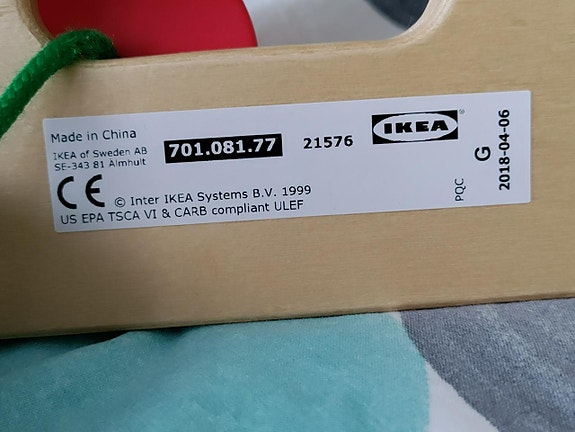 Made in China
IKEA of Sweden AB
SE-343 81 Älmhult
701.081.77
21576
IKEA®
CE © Inter IKEA Systems B.V. 1999
US EPA TSCA VI & CARB compliant ULEF
PQC
G
2018-04-06